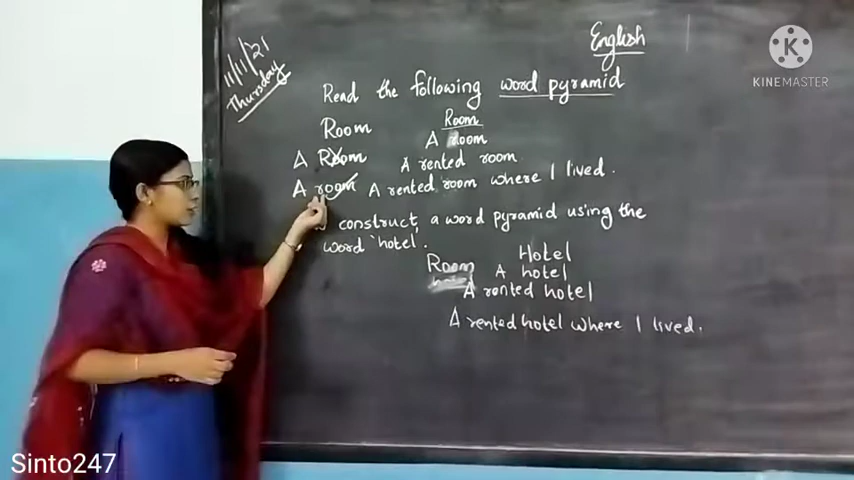 11/11/21
Thursday
English
Read the following word pyramid
Room
A Room
A room
Room
A room
A rented room
A rented room where I lived.
construct, a word pyramid using the
word 'hotel'.
Room
Hotel
A hotel
A rented hotel
A rented hotel where I lived.
K
KINEMASTER
Sinto247